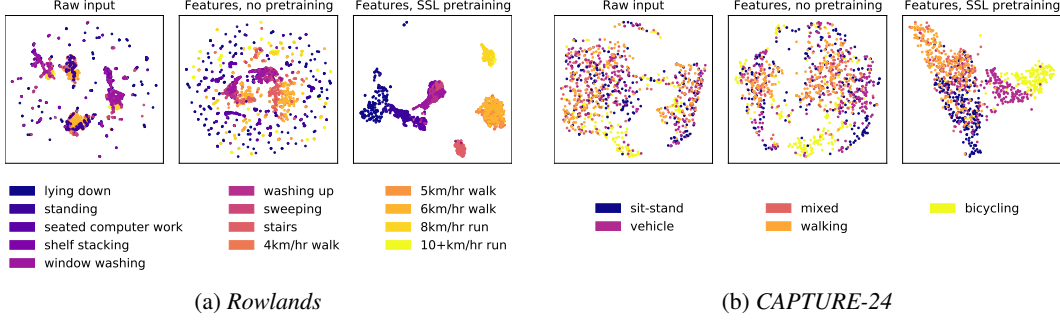 Raw input
Features, no pretraining
Features, SSL pretraining
lying down
standing
seated computer work
shelf stacking
window washing
washing up
sweeping
stairs
4km/hr walk
5km/hr walk
6km/hr walk
8km/hr run
10+km/hr run
(a) Rowlands
Raw input
Features, no pretraining
Features, SSL pretraining
sit-stand
vehicle
mixed
walking
bicycling
(b) CAPTURE-24